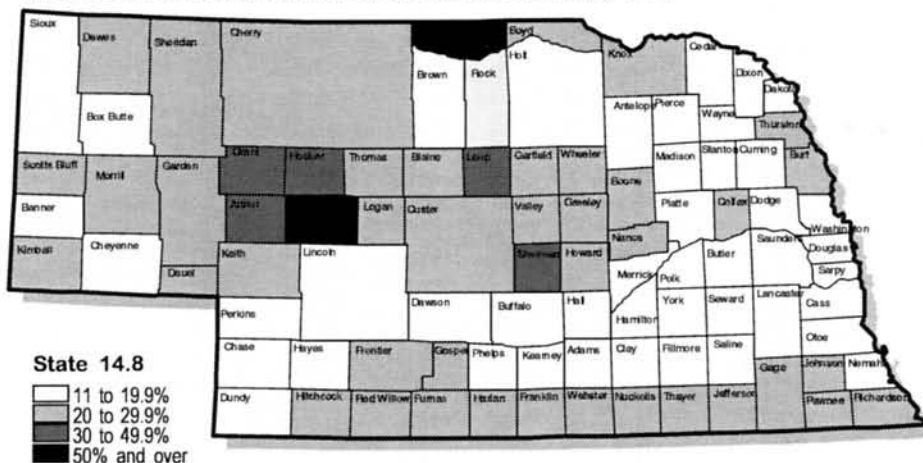 Sioux
Dawes
Sheridan
Cherry
Boyd
Knox
Cedar
Dixon
Brown
Rock
Holt
Dakota
Box Butte
Antelope
Pierce
Wayne
Thurston
Scotts Bluff
Morrill
Garden
Grant
Hooker
Thomas
Blaine
Loup
Garfield
Wheeler
Madison
Stanton
Cuming
Burt
Boone
Banner
Arthur
Logan
Custer
Valley
Greeley
Platte
Colfax
Dodge
Washington
Kimball
Cheyenne
Deuel
Keith
Lincoln
Sherman
Howard
Nance
Merrick
Polk
Butler
Saunders
Douglas
Sarpy
Perkins
Dawson
Buffalo
Hall
Hamilton
York
Seward
Lancaster
Cass
Otoe
Chase
Hayes
Frontier
Gosper
Phelps
Kearney
Adams
Clay
Fillmore
Saline
Gage
Johnson
Nemaha
Dundy
Hitchcock
Red Willow
Furnas
Harlan
Franklin
Webster
Nuckolls
Thayer
Jefferson
Pawnee
Richardson
State 14.8
11 to 19.9%
20 to 29.9%
30 to 49.9%
50% and over